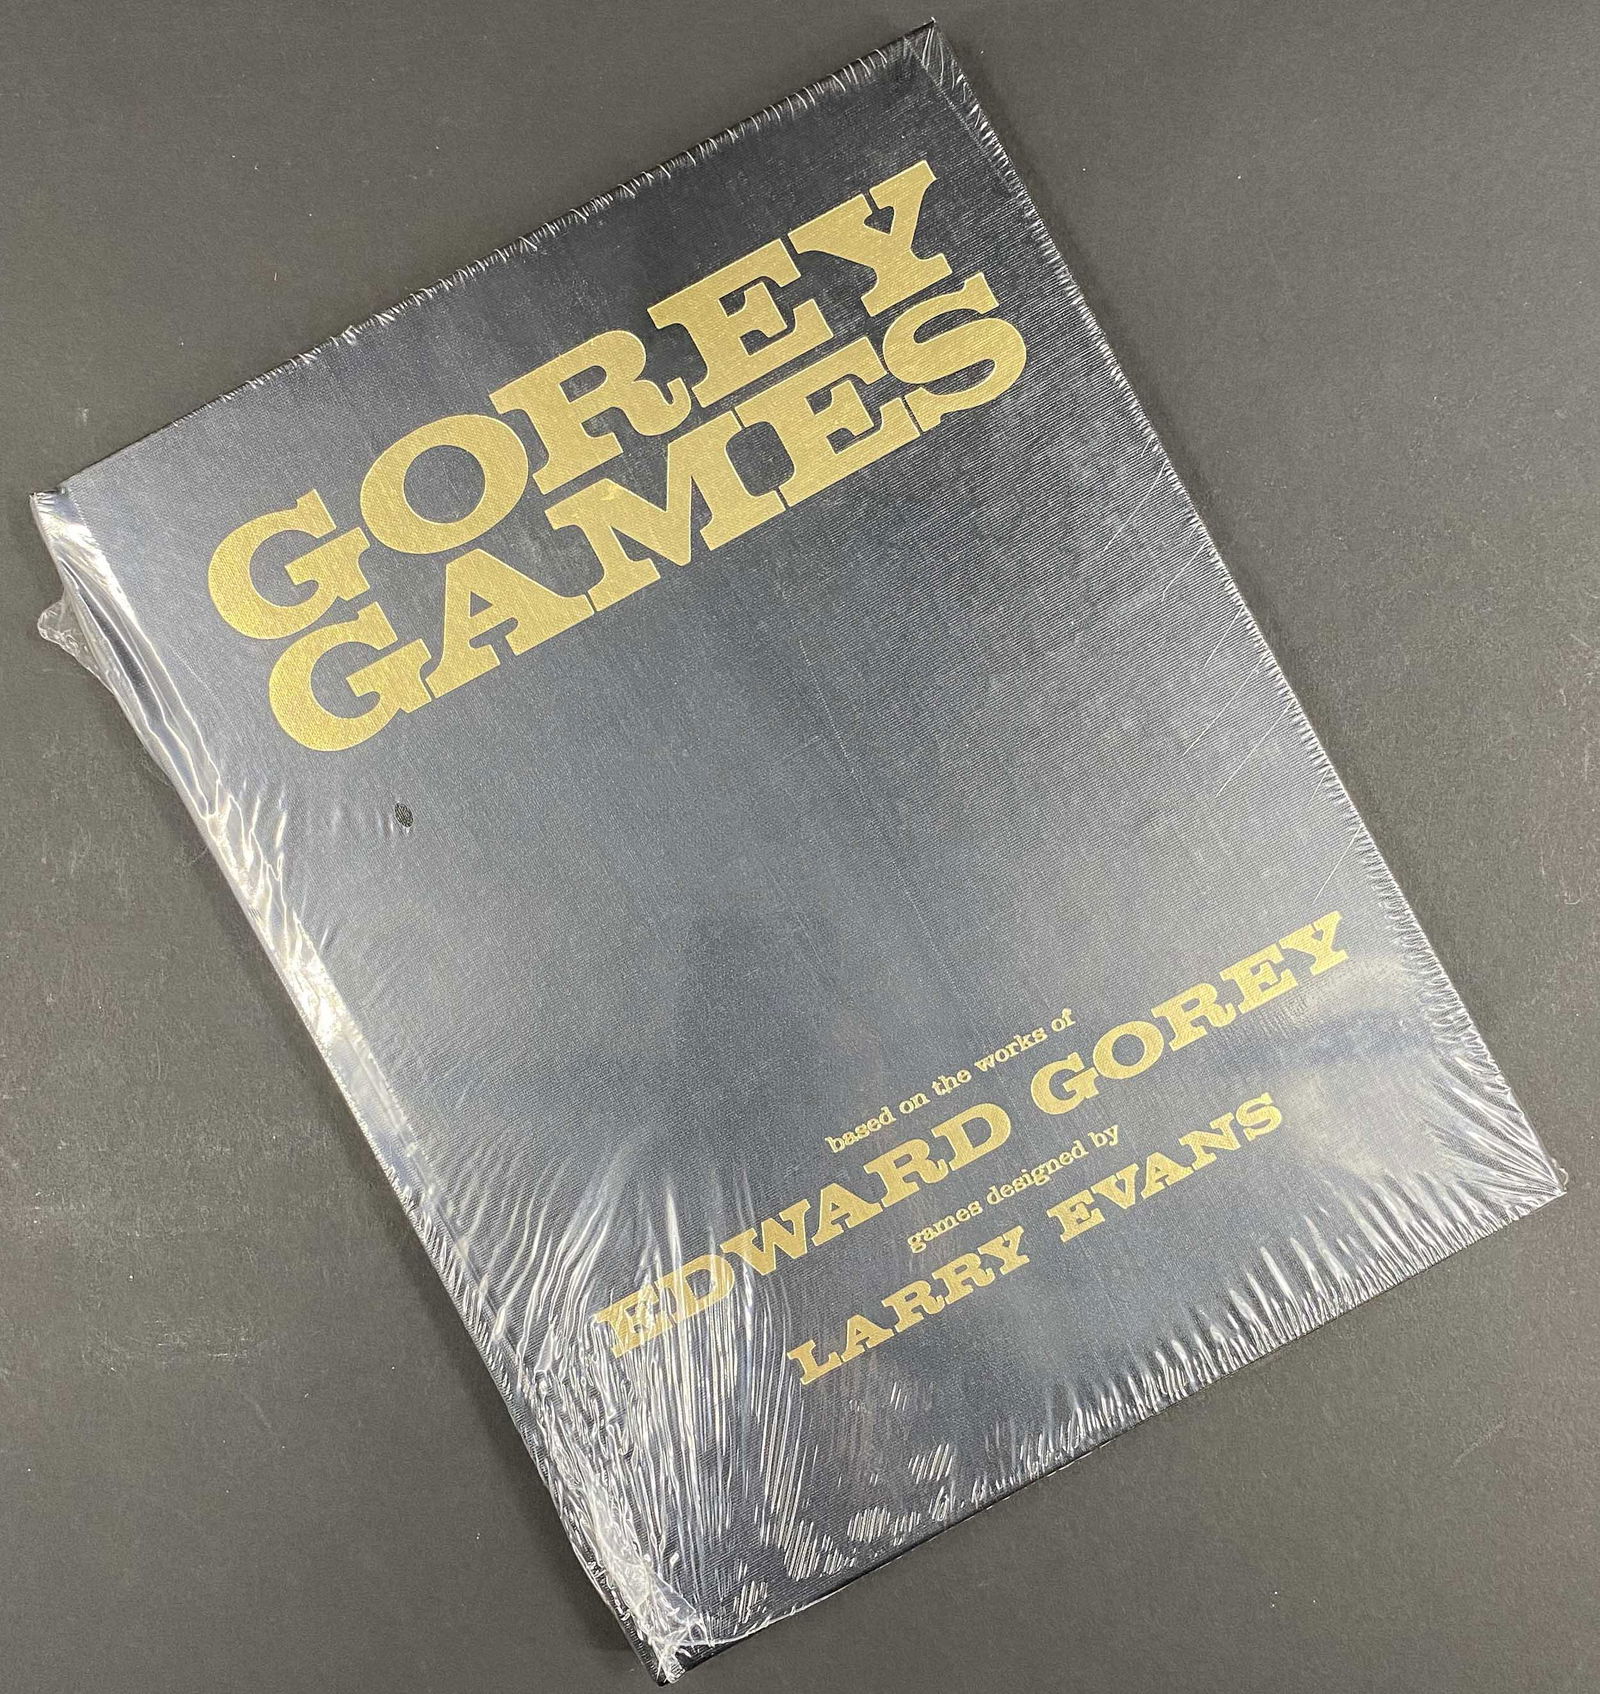 GOREY
GAMES
based on the works of
EDWARD GOREY
games designed by
LARRY EVANS